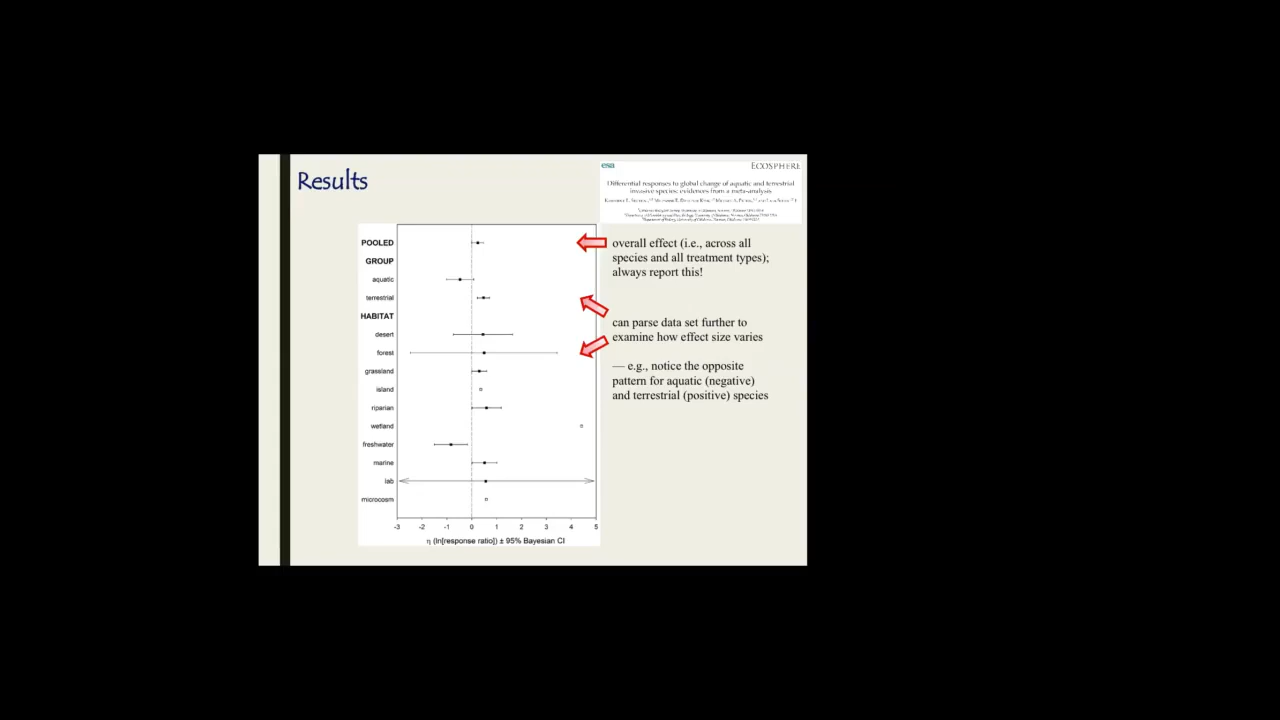 Results
esa
ECOSPHERE
Differential responses to global change of aquatic and terrestrial
invasive species: evidences from a meta-analysis
POOLED
GROUP
aquatic
terrestrial
HABITAT
desert
forest
grassland
island
riparian
wetland
freshwater
marine
lab
microcosm
-3 -2 -1 0 1 2 3 4 5
η (ln[response ratio]) ± 95% Bayesian CI
overall effect (i.e., across all
species and all treatment types);
always report this!
can parse data set further to
examine how effect size varies
— e.g., notice the opposite
pattern for aquatic (negative)
and terrestrial (positive) species